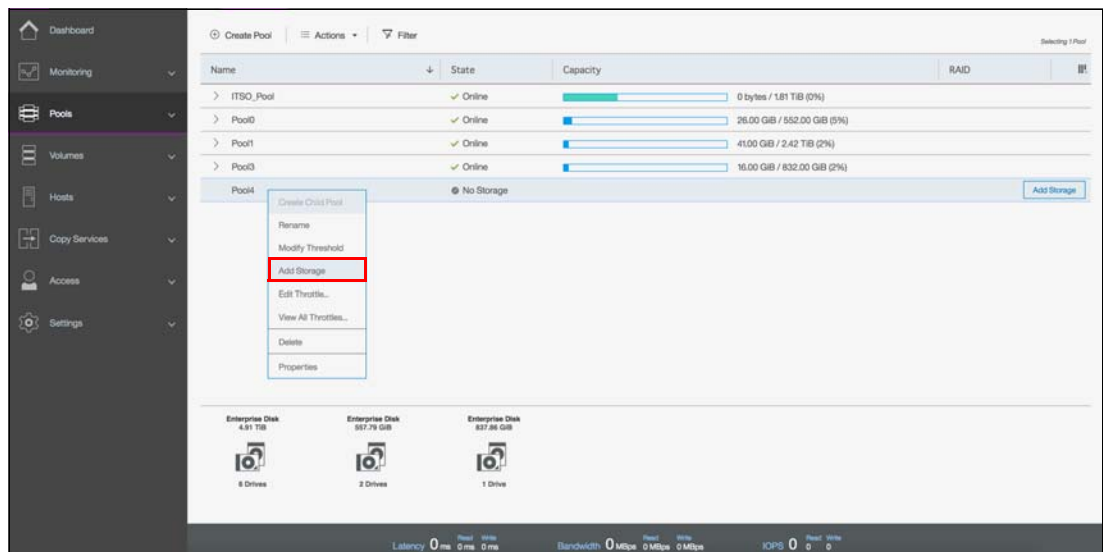 Dashboard
Monitoring
Pools
Volumes
Hosts
Copy Services
Access
Settings
Create Pool Actions Filter
Selecting 1 Pool
Name State Capacity RAID
ITSO_Pool Online 0 bytes / 1.81 TiB (0%)
Pool0 Online 26.00 GiB / 552.00 GiB (5%)
Pool1 Online 41.00 GiB / 2.42 TiB (2%)
Pool3 Online 16.00 GiB / 832.00 GiB (2%)
Pool4 No Storage Add Storage
Create Child Pool
Rename
Modify Threshold
Add Storage
Edit Throttle...
View All Throttles...
Delete
Properties
Enterprise Disk Enterprise Disk Enterprise Disk
4.91 TiB 557.79 GiB 837.86 GiB
8 Drives 2 Drives 1 Drive
Read Write Read Write Read Write
Latency 0 ms 0 ms 0 ms Bandwidth 0 MBps 0 MBps 0 MBps IOPS 0 0 0